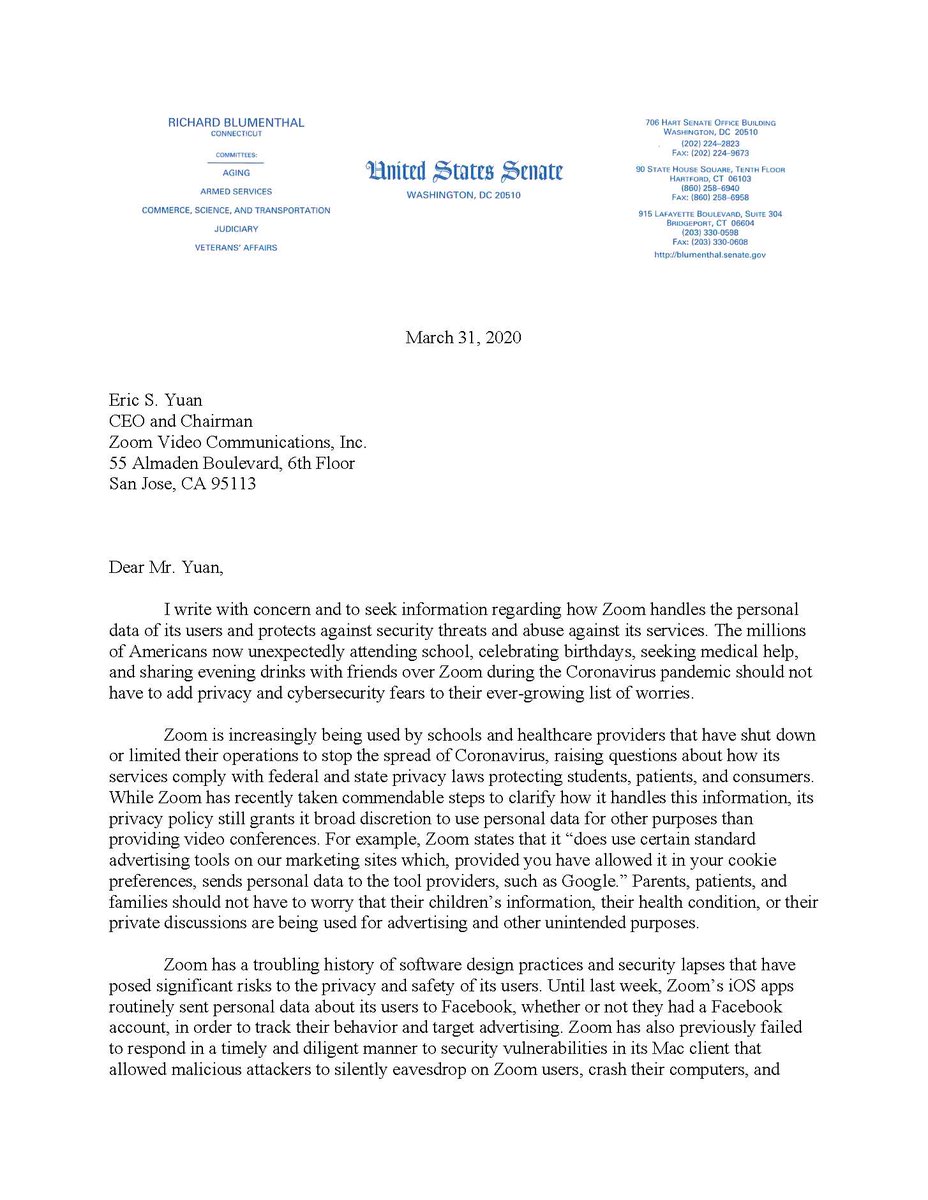 RICHARD BLUMENTHAL
CONNECTICUT
COMMITTEES:
AGING
ARMED SERVICES
COMMERCE, SCIENCE, AND TRANSPORTATION
JUDICIARY
VETERANS' AFFAIRS
United States Senate
WASHINGTON, DC 20510
706 HART SENATE OFFICE BUILDING
WASHINGTON, DC 20510
(202) 224–2823
FAX: (202) 224–9673
90 STATE HOUSE SQUARE, TENTH FLOOR
HARTFORD, CT 06103
(860) 258–6940
FAX: (860) 258–6958
915 LAFAYETTE BOULEVARD, SUITE 304
BRIDGEPORT, CT 06604
(203) 330-0598
FAX: (203) 330-0608
http://blumenthal.senate.gov
March 31, 2020
Eric S. Yuan
CEO and Chairman
Zoom Video Communications, Inc.
55 Almaden Boulevard, 6th Floor
San Jose, CA 95113
Dear Mr. Yuan,
I write with concern and to seek information regarding how Zoom handles the personal
data of its users and protects against security threats and abuse against its services. The millions
of Americans now unexpectedly attending school, celebrating birthdays, seeking medical help,
and sharing evening drinks with friends over Zoom during the Coronavirus pandemic should not
have to add privacy and cybersecurity fears to their ever-growing list of worries.
Zoom is increasingly being used by schools and healthcare providers that have shut down
or limited their operations to stop the spread of Coronavirus, raising questions about how its
services comply with federal and state privacy laws protecting students, patients, and consumers.
While Zoom has recently taken commendable steps to clarify how it handles this information, its
privacy policy still grants it broad discretion to use personal data for other purposes than
providing video conferences. For example, Zoom states that it “does use certain standard
advertising tools on our marketing sites which, provided you have allowed it in your cookie
preferences, sends personal data to the tool providers, such as Google.” Parents, patients, and
families should not have to worry that their children’s information, their health condition, or their
private discussions are being used for advertising and other unintended purposes.
Zoom has a troubling history of software design practices and security lapses that have
posed significant risks to the privacy and safety of its users. Until last week, Zoom’s iOS apps
routinely sent personal data about its users to Facebook, whether or not they had a Facebook
account, in order to track their behavior and target advertising. Zoom has also previously failed
to respond in a timely and diligent manner to security vulnerabilities in its Mac client that
allowed malicious attackers to silently eavesdrop on Zoom users, crash their computers, and